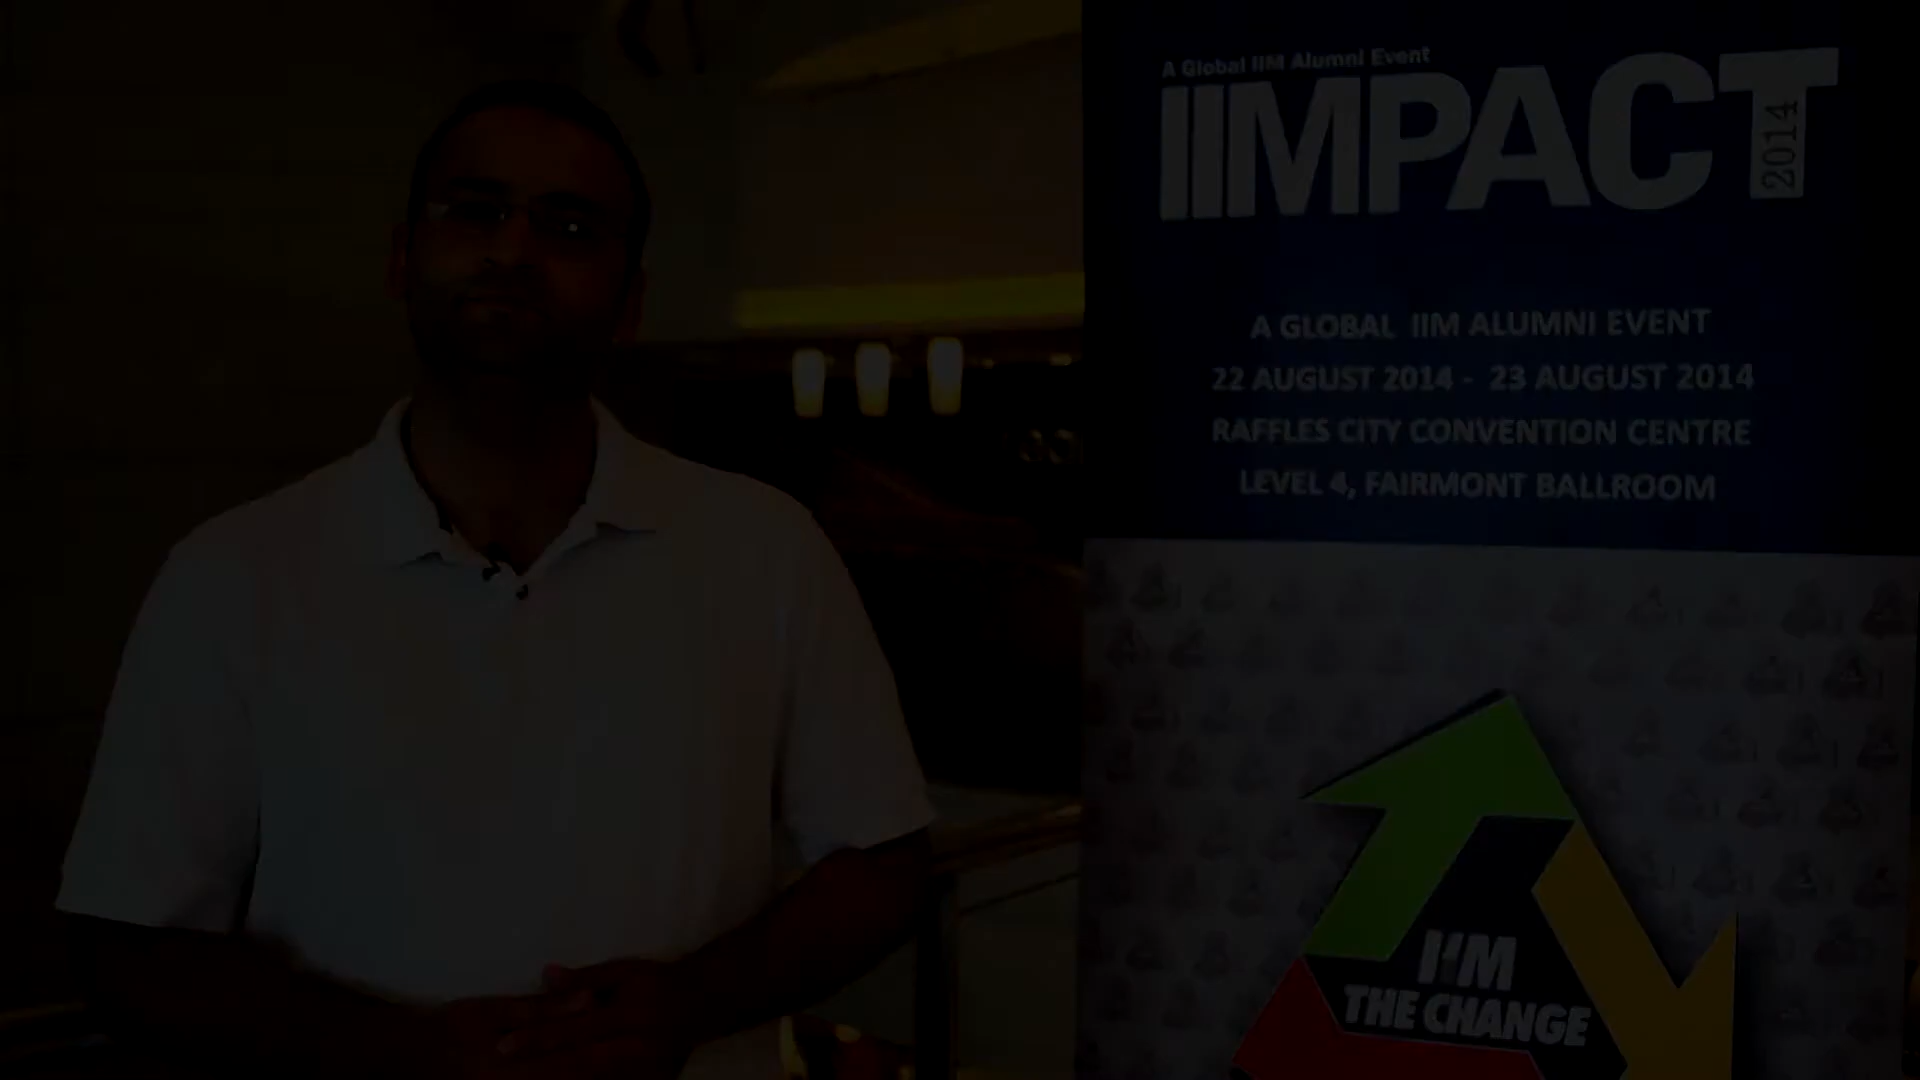 A Global IIM Alumni Event
IIMPACT
2014
A GLOBAL IIM ALUMNI EVENT
22 AUGUST 2014 - 23 AUGUST 2014
RAFFLES CITY CONVENTION CENTRE
LEVEL 4, FAIRMONT BALLROOM
I'M
THE CHANGE